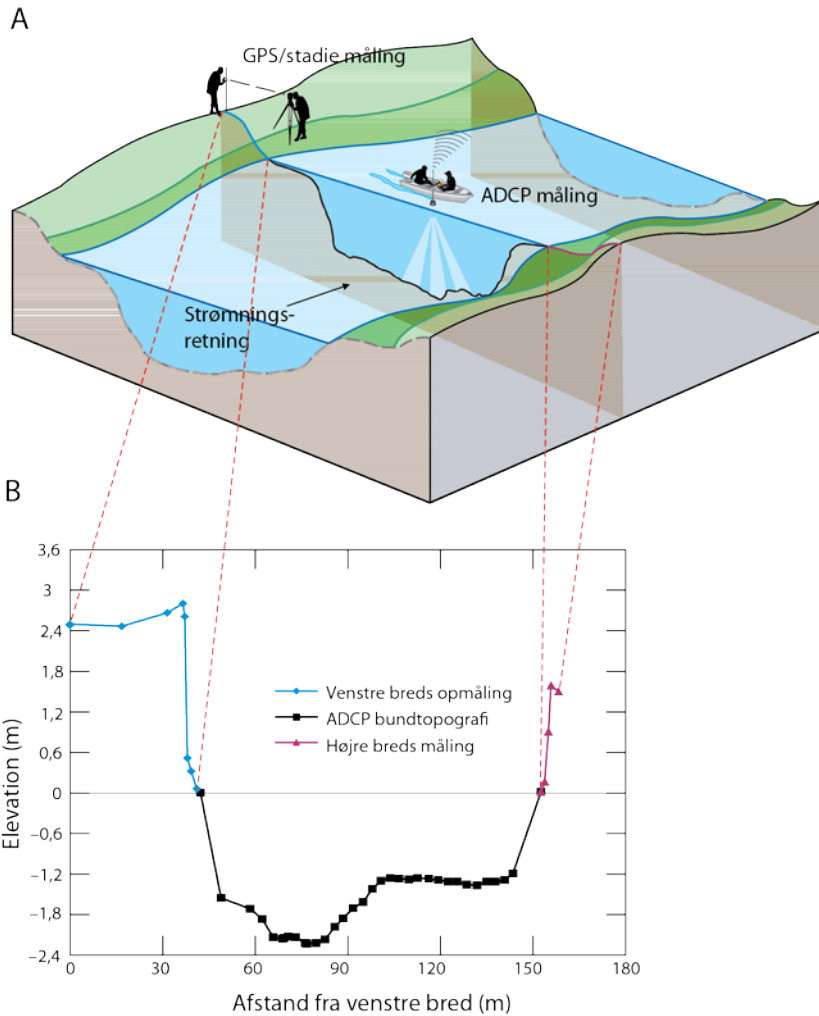 A
GPS/stadie måling
ADCP måling
Strømnings-
retning
B
3,6
3
2,4
1,8
1,2
0,6
0
–0,6
–1,2
–1,8
–2,4
Elevation (m)
Venstre breds opmåling
ADCP bundtopografi
Højre breds måling
0 30 60 90 120 150 180
Afstand fra venstre bred (m)